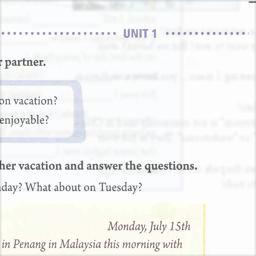 UNIT 1
r partner.
on vacation?
enjoyable?
her vacation and answer the questions.
day? What about on Tuesday?
Monday, July 15th
in Penang in Malaysia this morning with